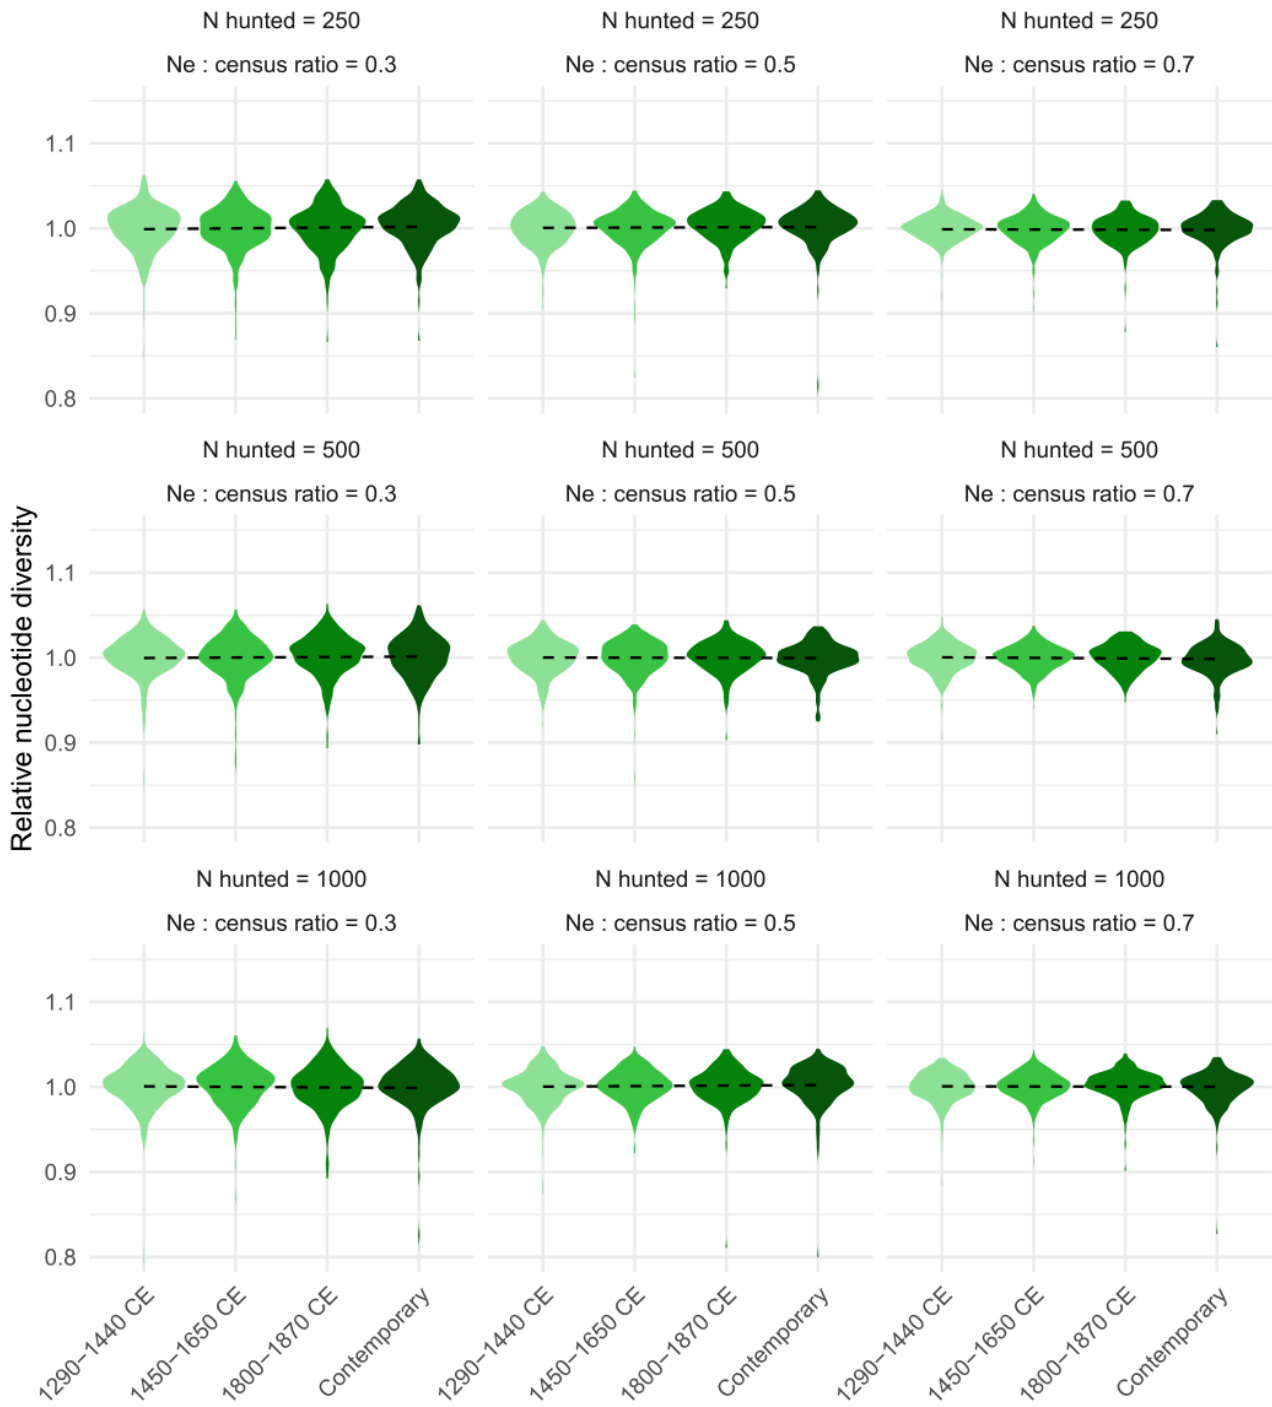 N hunted = 250
N hunted = 250
N hunted = 250
Ne : census ratio = 0.3
Ne : census ratio = 0.5
Ne : census ratio = 0.7
1.1
1.0
0.9
0.8
N hunted = 500
N hunted = 500
N hunted = 500
Ne : census ratio = 0.3
Ne : census ratio = 0.5
Ne : census ratio = 0.7
Relative nucleotide diversity
1.1
1.0
0.9
0.8
N hunted = 1000
N hunted = 1000
N hunted = 1000
Ne : census ratio = 0.3
Ne : census ratio = 0.5
Ne : census ratio = 0.7
1.1
1.0
0.9
0.8
1290–1440 CE
1450–1650 CE
1800–1870 CE
Contemporary
1290–1440 CE
1450–1650 CE
1800–1870 CE
Contemporary
1290–1440 CE
1450–1650 CE
1800–1870 CE
Contemporary